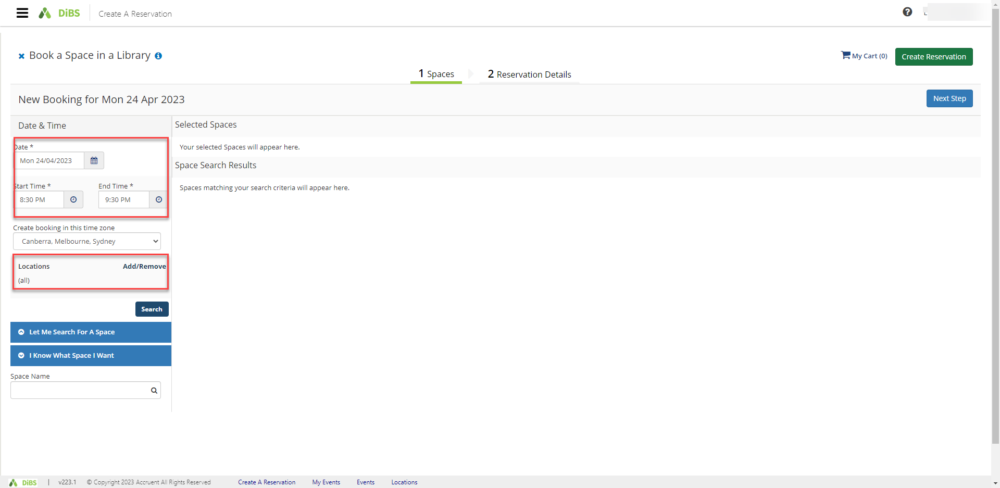 DiBS
Create A Reservation
Book a Space in a Library
My Cart (0)
Create Reservation
1 Spaces
2 Reservation Details
New Booking for Mon 24 Apr 2023
Next Step
Date & Time
Date *
Mon 24/04/2023
Start Time *
End Time *
8:30 PM
9:30 PM
Create booking in this time zone
Canberra, Melbourne, Sydney
Locations
Add/Remove
(all)
Search
Let Me Search For A Space
I Know What Space I Want
Space Name
Selected Spaces
Your selected Spaces will appear here.
Space Search Results
Spaces matching your search criteria will appear here.
DiBS | v223.1 © Copyright 2023 Accruent All Rights Reserved Create A Reservation My Events Events Locations